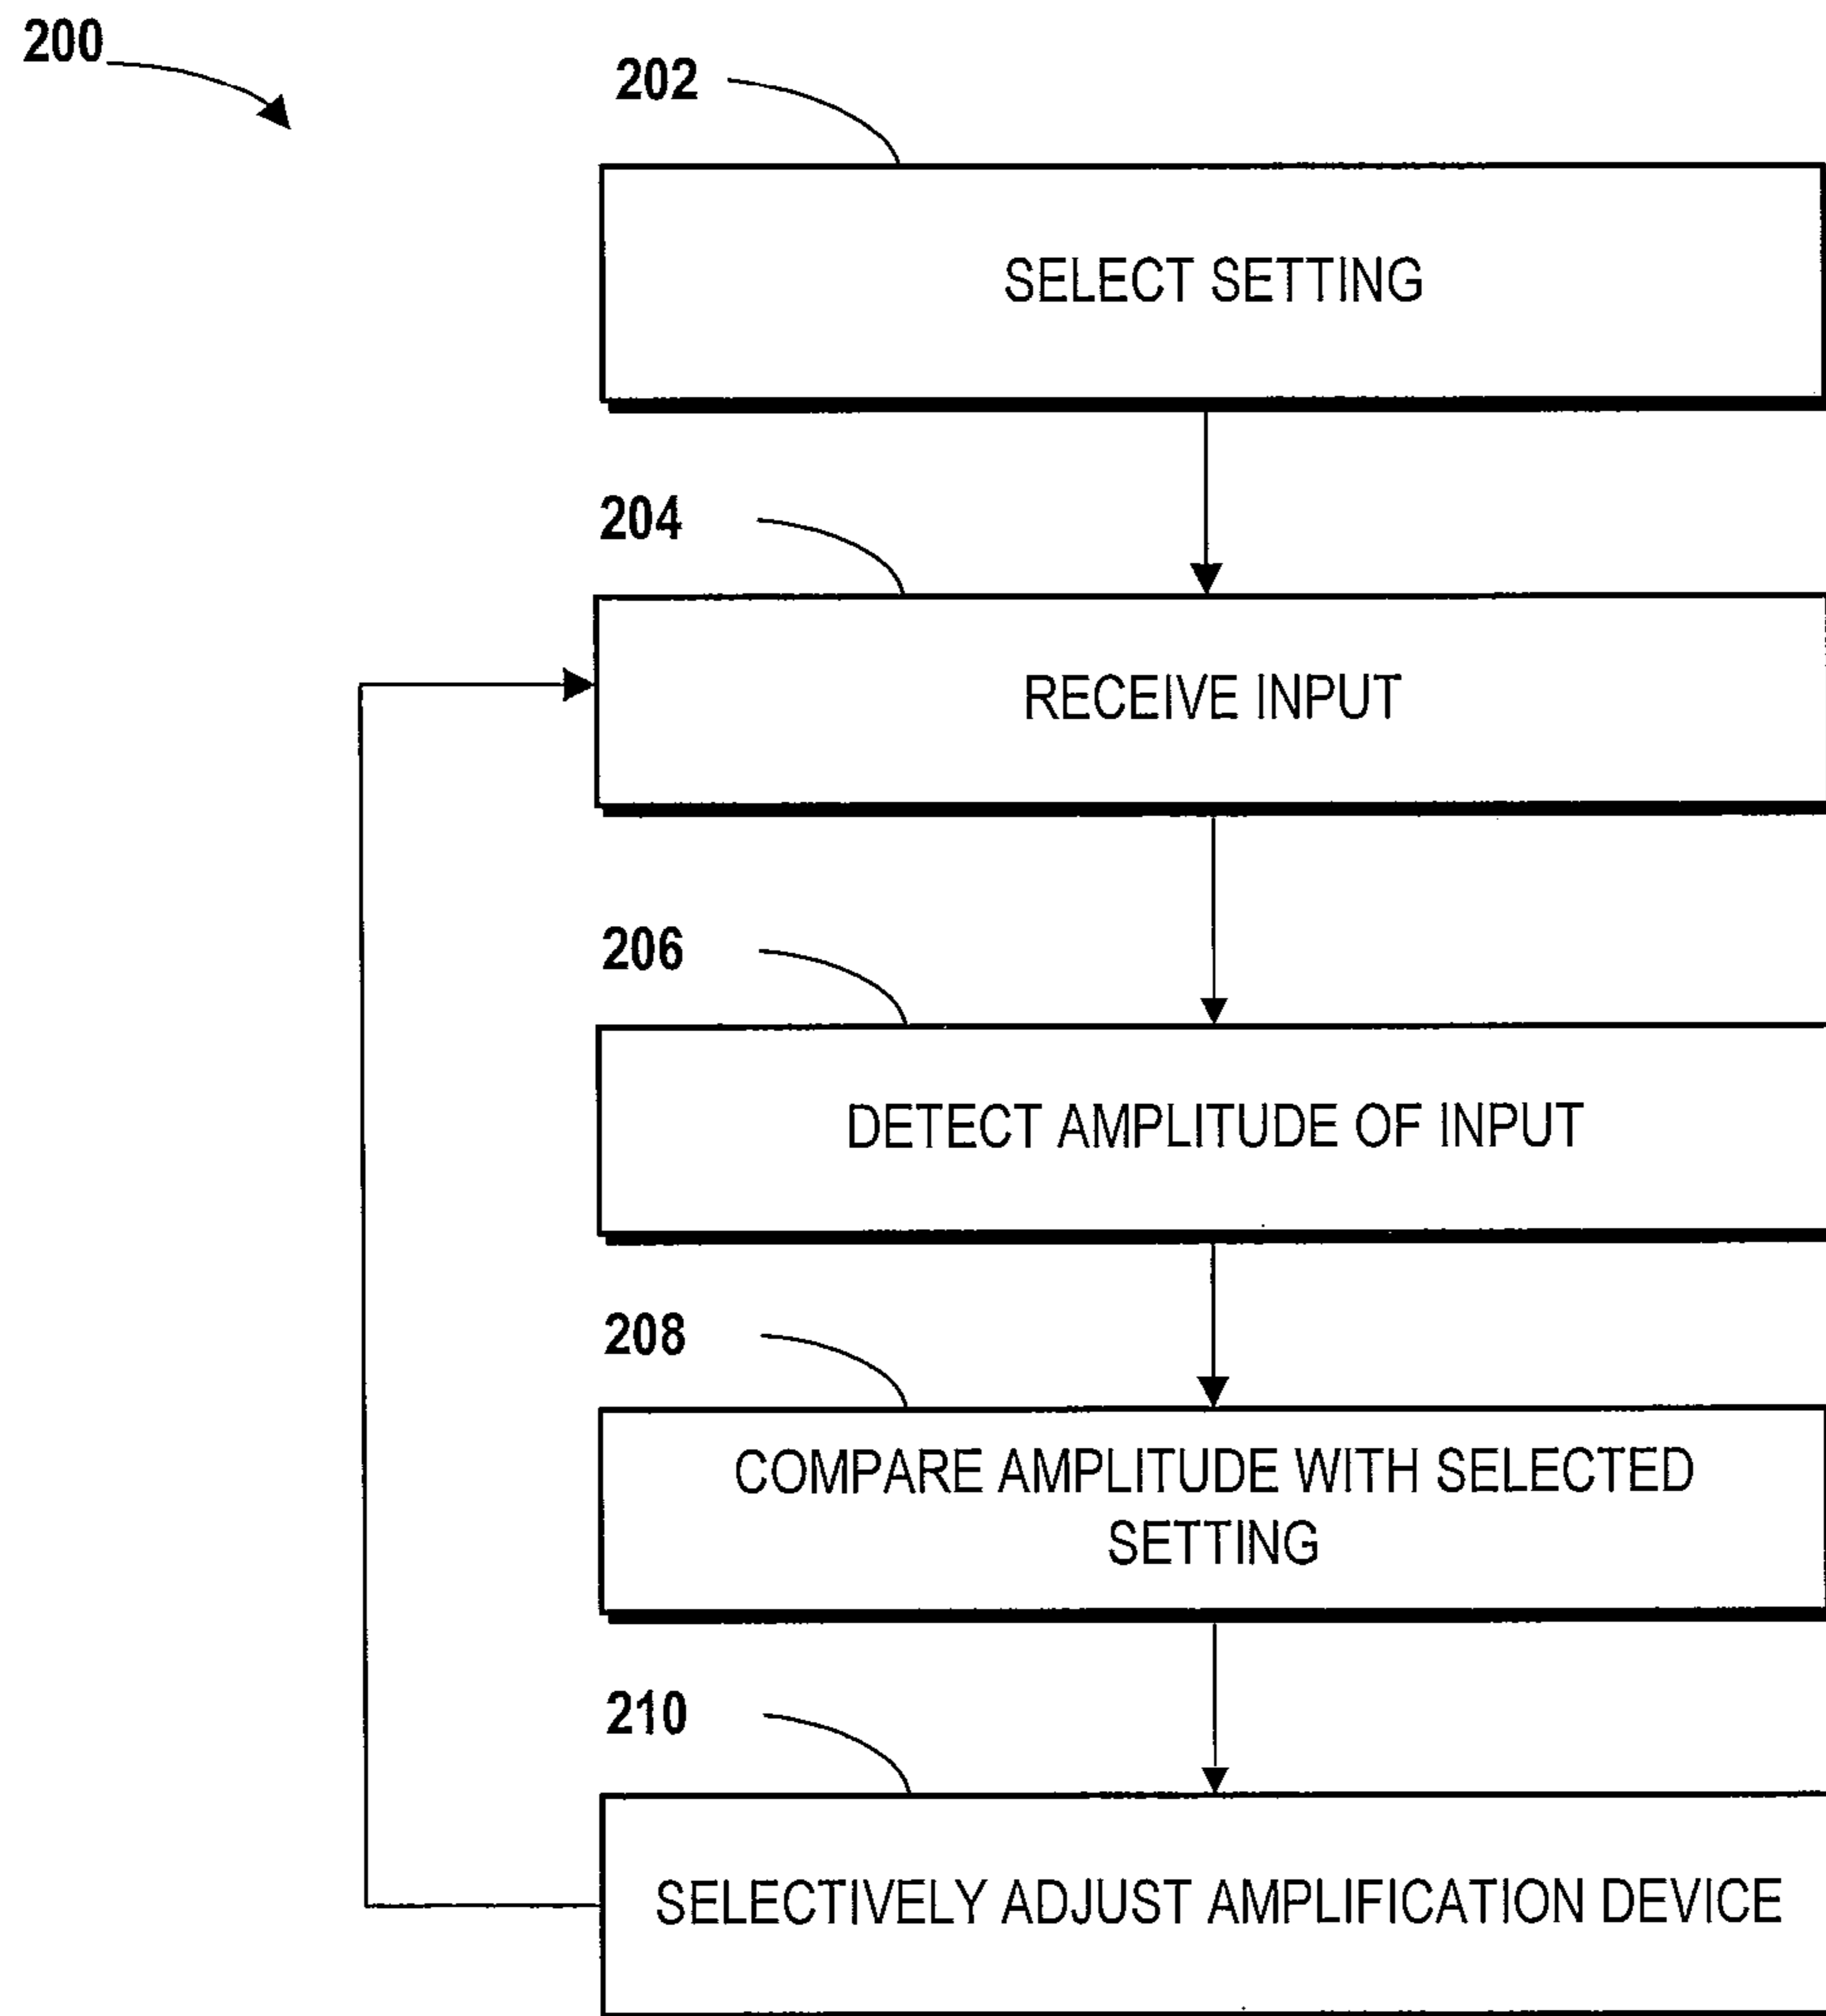 200
202
SELECT SETTING
204
RECEIVE INPUT
206
DETECT AMPLITUDE OF INPUT
208
COMPARE AMPLITUDE WITH SELECTED
SETTING
210
SELECTIVELY ADJUST AMPLIFICATION DEVICE